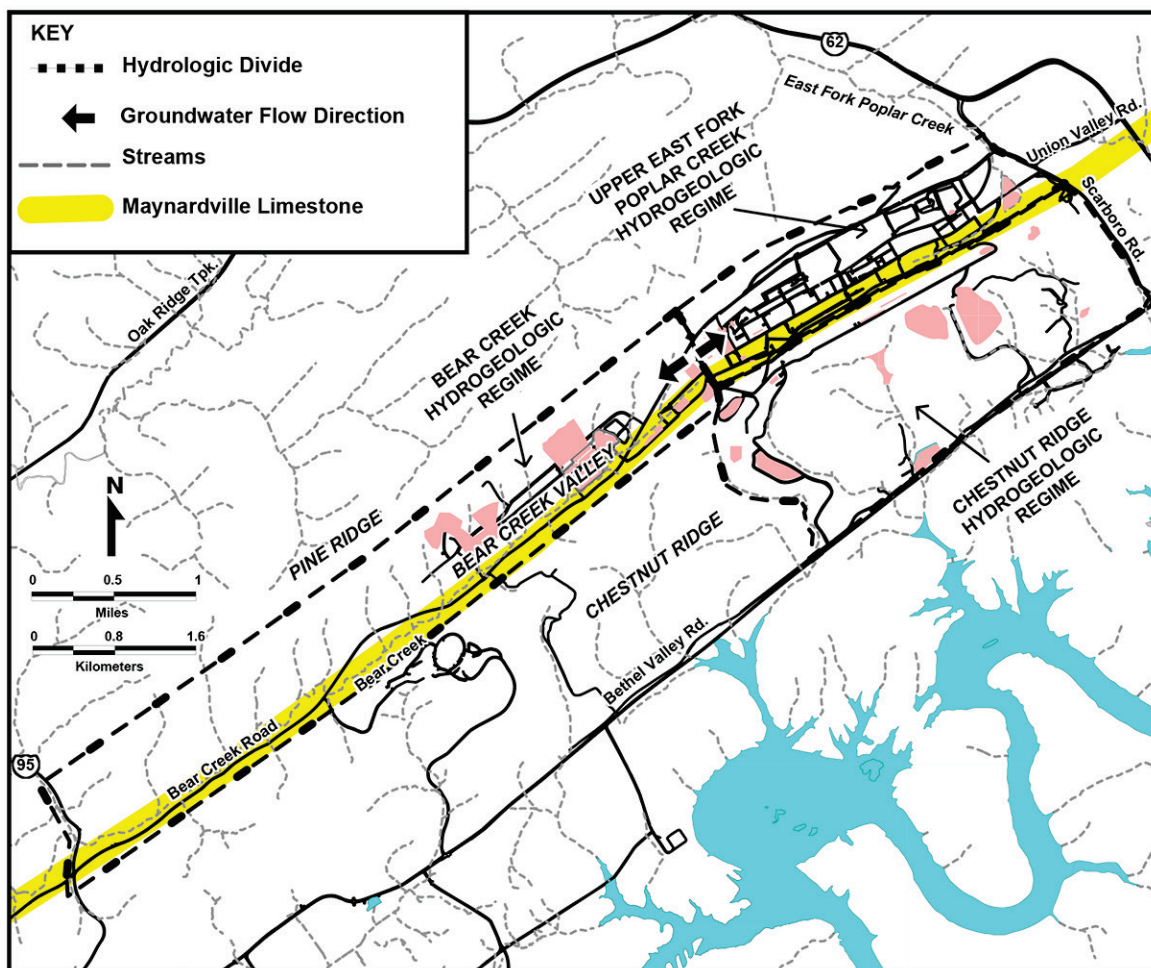 KEY
Hydrologic Divide
Groundwater Flow Direction
Streams
Maynardville Limestone
62
East Fork Poplar Creek
Union Valley Rd.
Scarboro Rd.
UPPER EAST FORK
POPLAR CREEK
HYDROGEOLOGIC
REGIME
Oak Ridge Tpk.
BEAR CREEK
HYDROGEOLOGIC
REGIME
BEAR CREEK VALLEY
PINE RIDGE
CHESTNUT RIDGE
CHESTNUT RIDGE
HYDROGEOLOGIC
REGIME
N
0 0.5 1
Miles
0 0.8 1.6
Kilometers
Bear Creek
Bethel Valley Rd.
Bear Creek Road
95